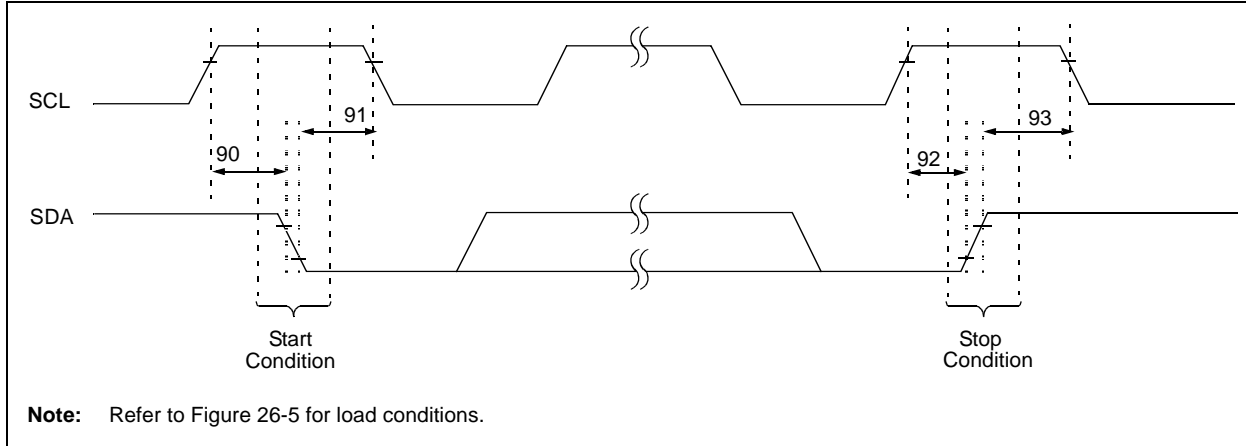 SCL
91
93
90
92
SDA
Start
Condition
Stop
Condition
Note: Refer to Figure 26-5 for load conditions.